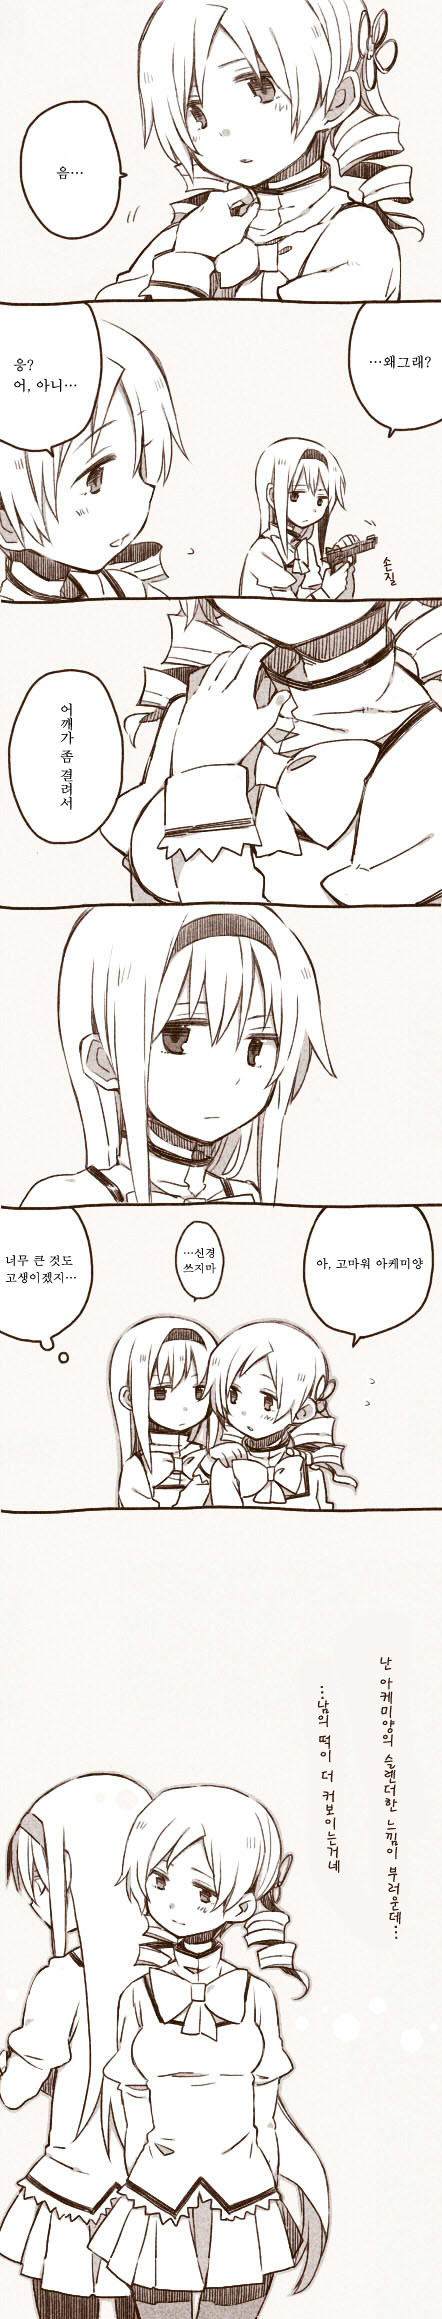 음…
…왜그래?
응?
어, 아니…
손질
어깨가 좀 결려서
아, 고마워 아케미양
…신경
쓰지마
너무 큰 것도
고생이겠지…
난 아케미양의 슬렌더한 느낌이 부러운데…
…남의 떡이 더 커보이는거네